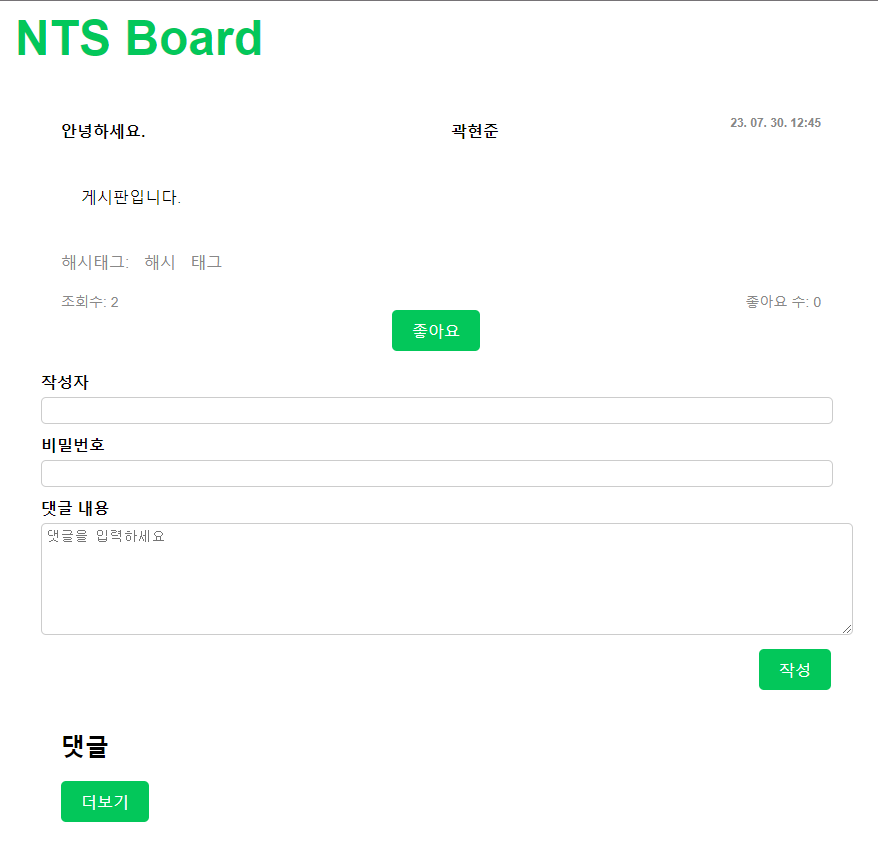 NTS Board
안녕하세요. 곽현준 23. 07. 30. 12:45
게시판입니다.
해시태그: 해시 태그
조회수: 2 좋아요 수: 0
좋아요
작성자
비밀번호
댓글 내용
댓글을 입력하세요
작성
댓글
더보기